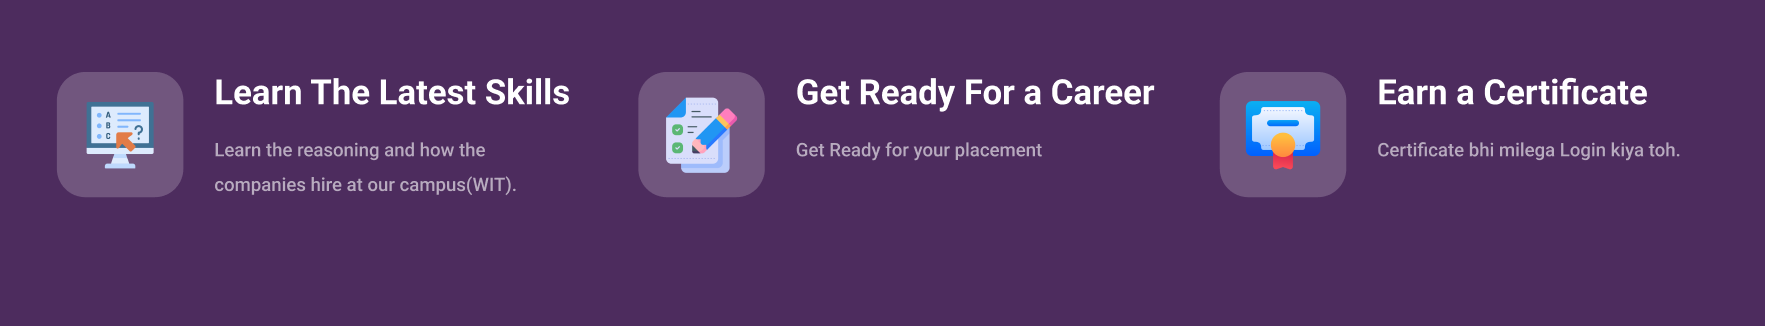 Learn The Latest Skills
Learn the reasoning and how the
companies hire at our campus(WIT).
A
B
C
?
Get Ready For a Career
Get Ready for your placement
Earn a Certificate
Certificate bhi milega Login kiya toh.